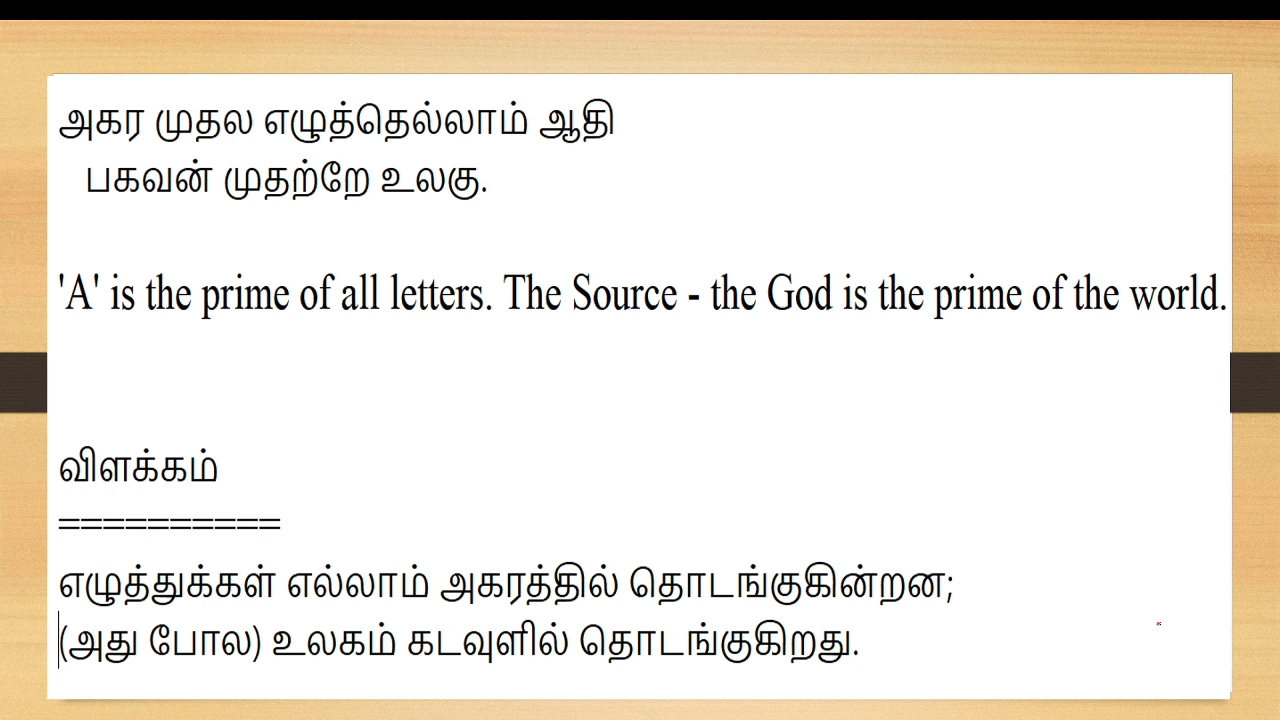 அகர முதல எழுத்தெல்லாம் ஆதி
பகவன் முதற்றே உலகு.
'A' is the prime of all letters. The Source - the God is the prime of the world.
விளக்கம்
==========
எழுத்துக்கள் எல்லாம் அகரத்தில் தொடங்குகின்றன;
(அது போல) உலகம் கடவுளில் தொடங்குகிறது.